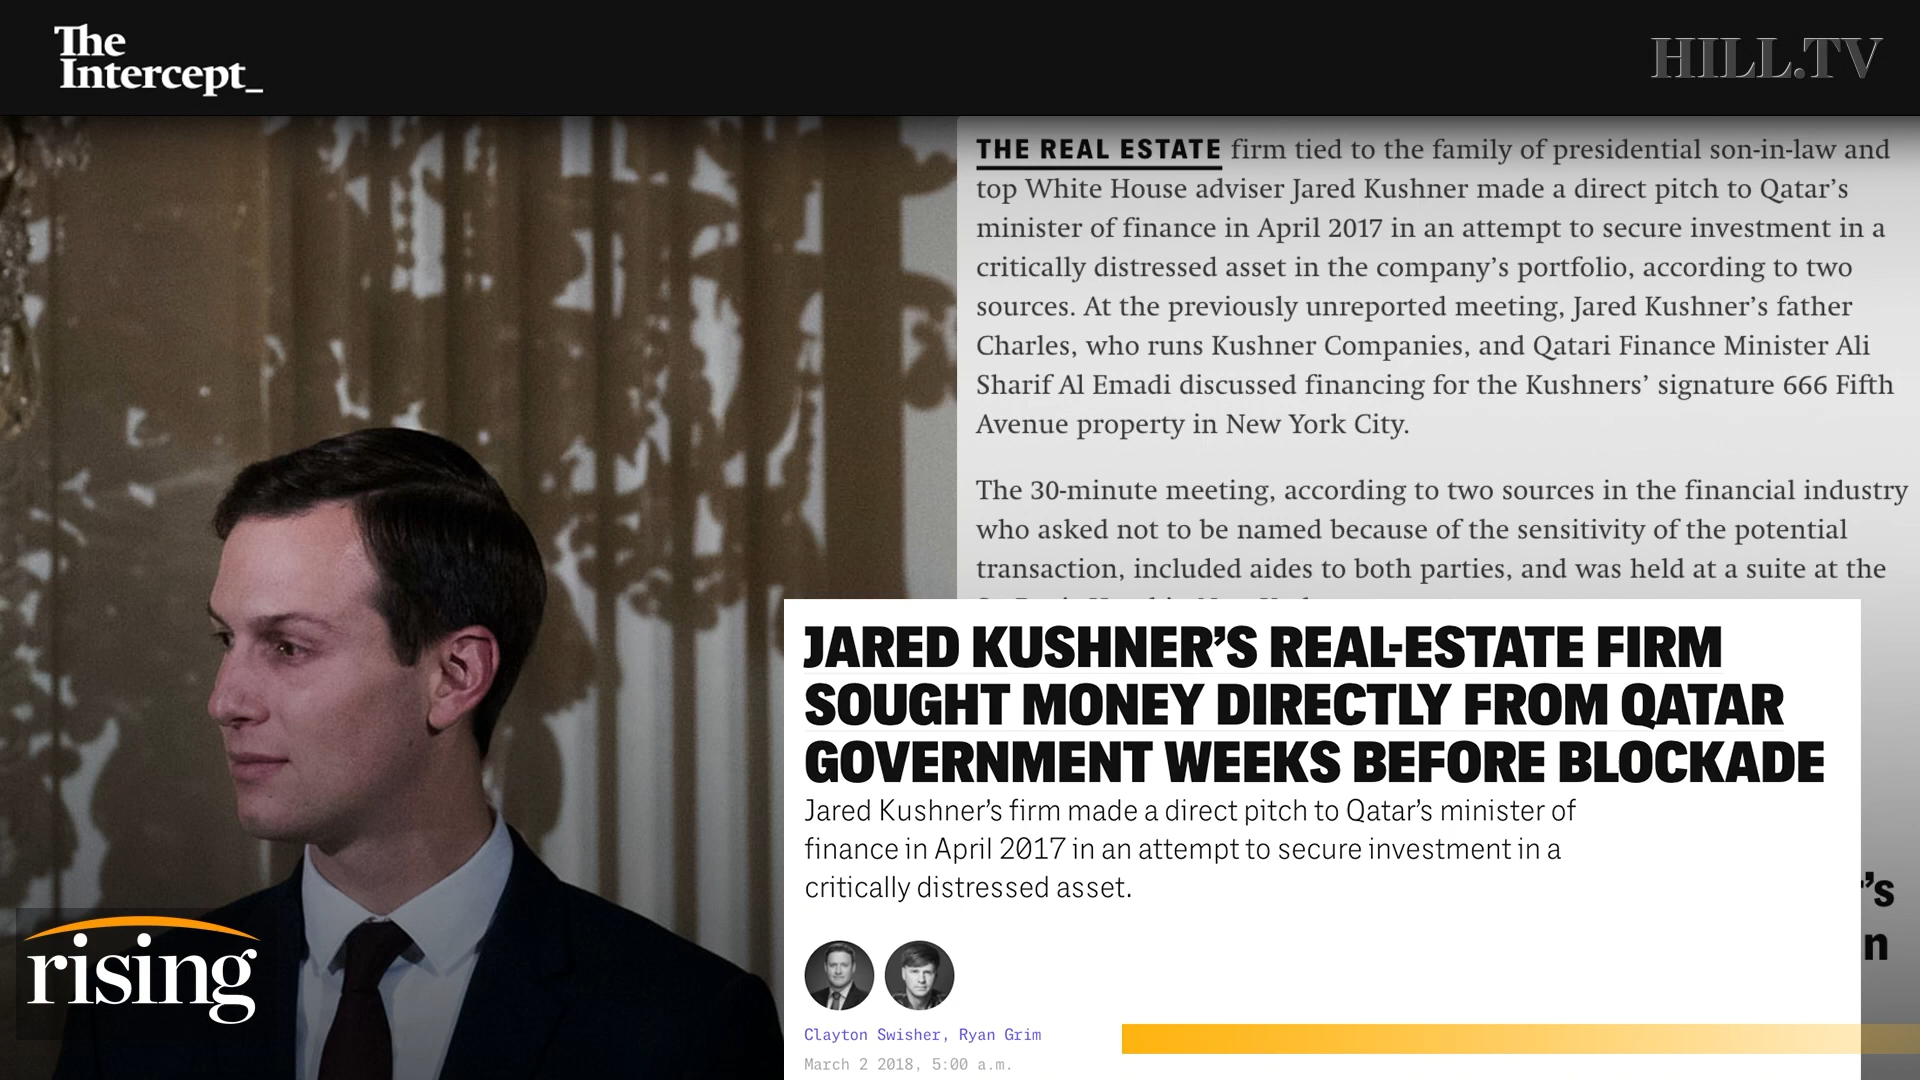 The
Intercept_
HILL.TV
THE REAL ESTATE firm tied to the family of presidential son-in-law and
top White House adviser Jared Kushner made a direct pitch to Qatar’s
minister of finance in April 2017 in an attempt to secure investment in a
critically distressed asset in the company’s portfolio, according to two
sources. At the previously unreported meeting, Jared Kushner’s father
Charles, who runs Kushner Companies, and Qatari Finance Minister Ali
Sharif Al Emadi discussed financing for the Kushners’ signature 666 Fifth
Avenue property in New York City.
The 30-minute meeting, according to two sources in the financial industry
who asked not to be named because of the sensitivity of the potential
transaction, included aides to both parties, and was held at a suite at the
JARED KUSHNER’S REAL-ESTATE FIRM
SOUGHT MONEY DIRECTLY FROM QATAR
GOVERNMENT WEEKS BEFORE BLOCKADE
Jared Kushner’s firm made a direct pitch to Qatar’s minister of
finance in April 2017 in an attempt to secure investment in a
critically distressed asset.
’s
n
Clayton Swisher, Ryan Grim
March 2 2018, 5:00 a.m.
rising